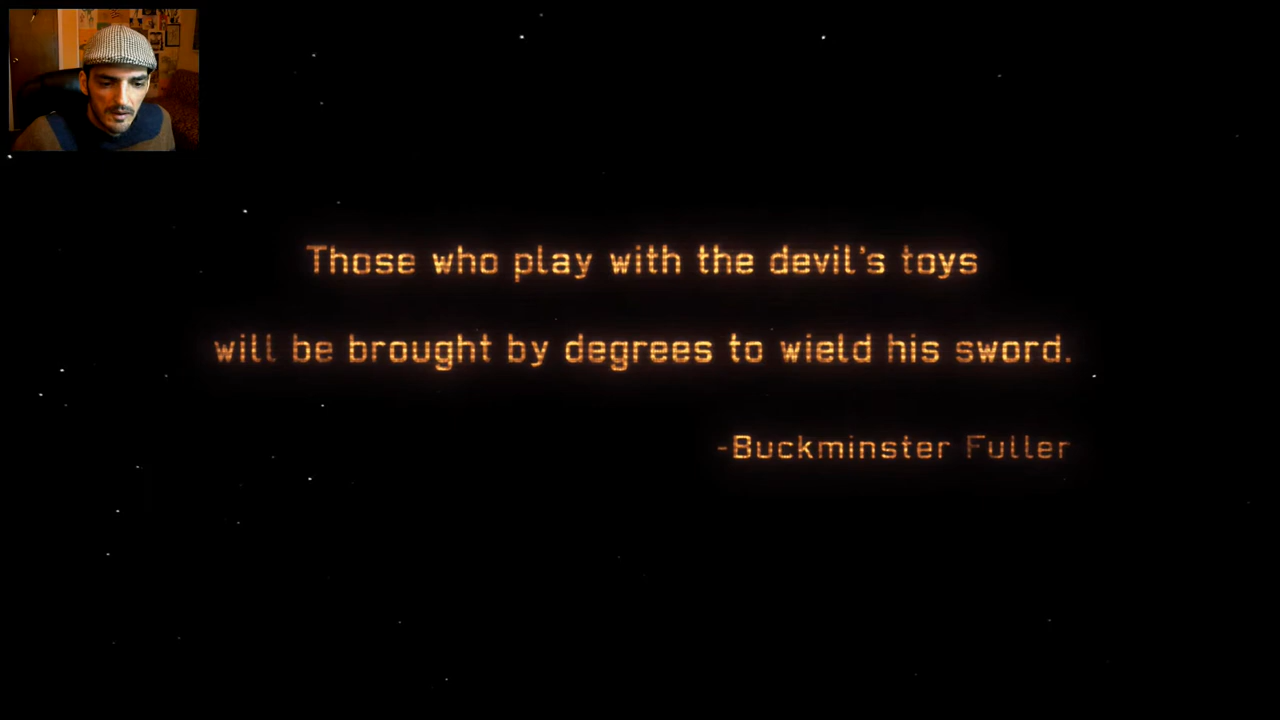 Those who play with the devil's toys
will be brought by degrees to wield his sword.
-Buckminster Fuller